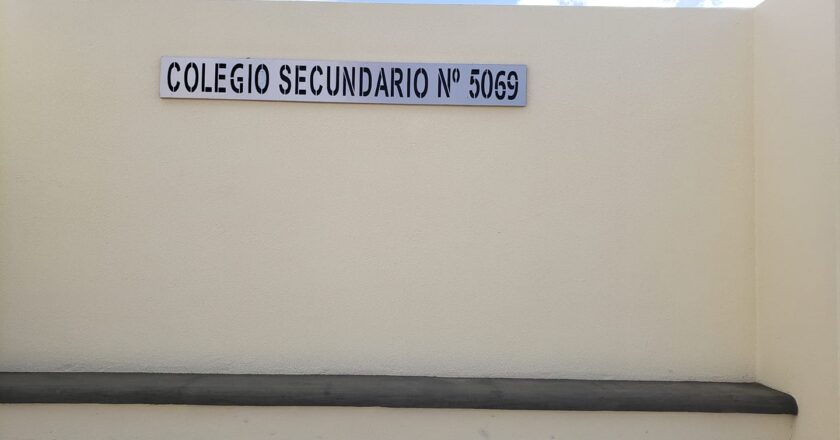 COLEGIO SECUNDARIO Nº 5069